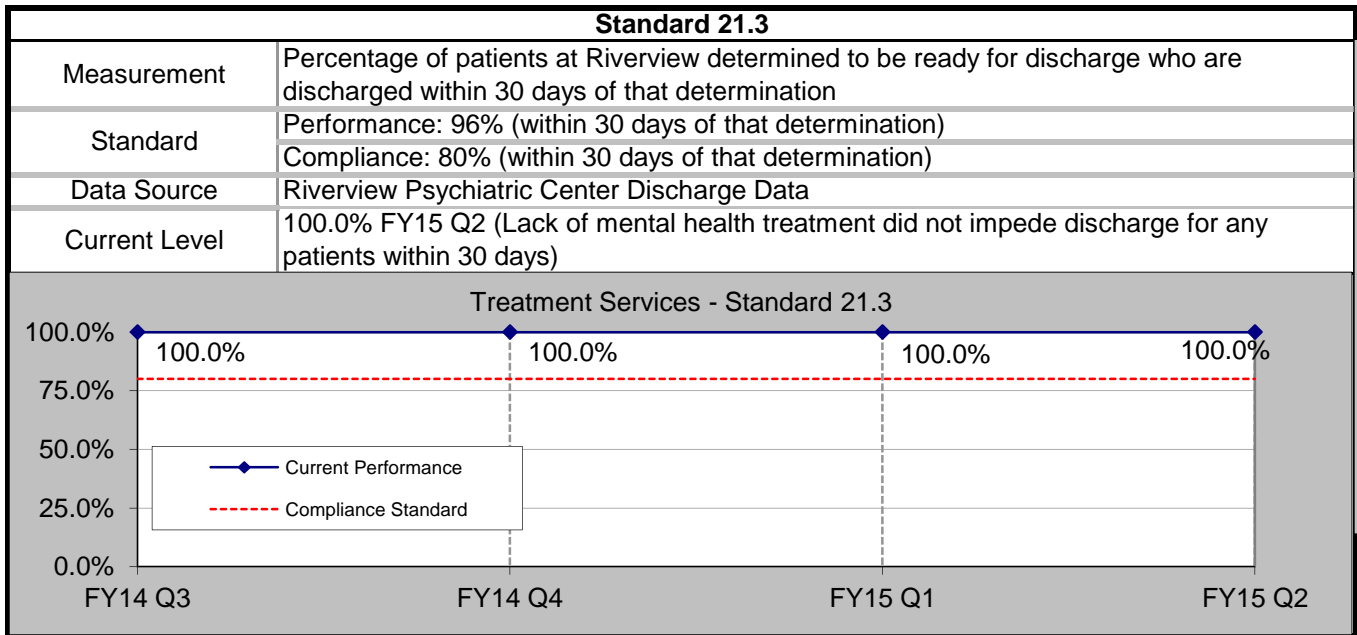 Standard 21.3
Measurement
Percentage of patients at Riverview determined to be ready for discharge who are
discharged within 30 days of that determination
Standard
Performance: 96% (within 30 days of that determination)
Compliance: 80% (within 30 days of that determination)
Data Source
Riverview Psychiatric Center Discharge Data
Current Level
100.0% FY15 Q2 (Lack of mental health treatment did not impede discharge for any
patients within 30 days)
Treatment Services - Standard 21.3
100.0%
75.0%
50.0%
25.0%
0.0%
100.0%
100.0%
100.0%
100.0%
Current Performance
Compliance Standard
FY14 Q3
FY14 Q4
FY15 Q1
FY15 Q2